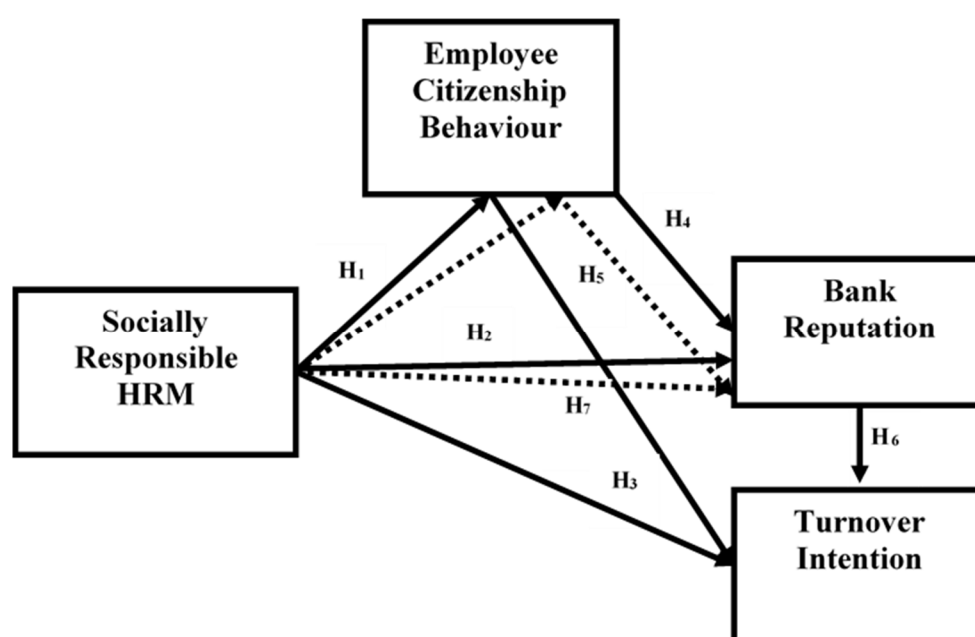 Employee
Citizenship
Behaviour
H₄
H₁
H₅
Bank
Reputation
Socially
Responsible
HRM
H₂
H₇
H₆
H₃
Turnover
Intention